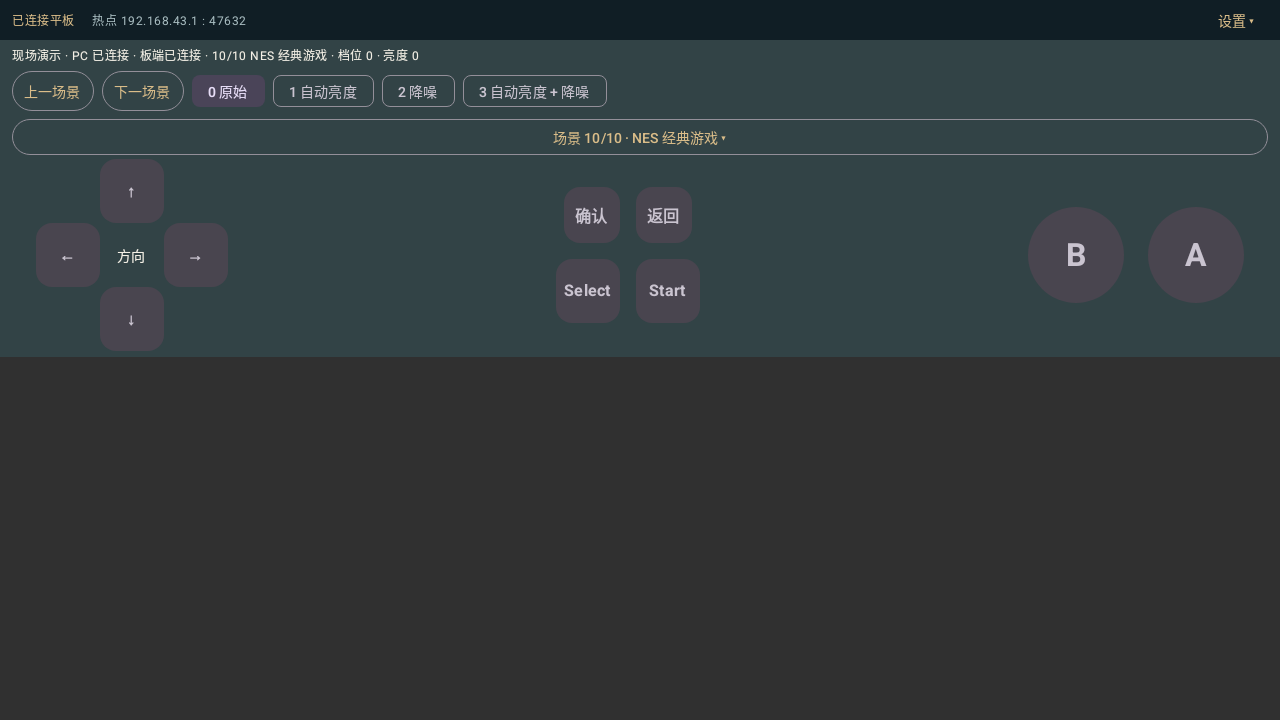 已连接平板 热点 192.168.43.1 : 47632 设置 ▾
现场演示 · PC 已连接 · 板端已连接 · 10/10 NES 经典游戏 · 档位 0 · 亮度 0
上一场景 下一场景 0 原始 1 自动亮度 2 降噪 3 自动亮度 + 降噪
场景 10/10 · NES 经典游戏 ▾
↑
← 方向 →
↓
确认 返回
Select Start
B A